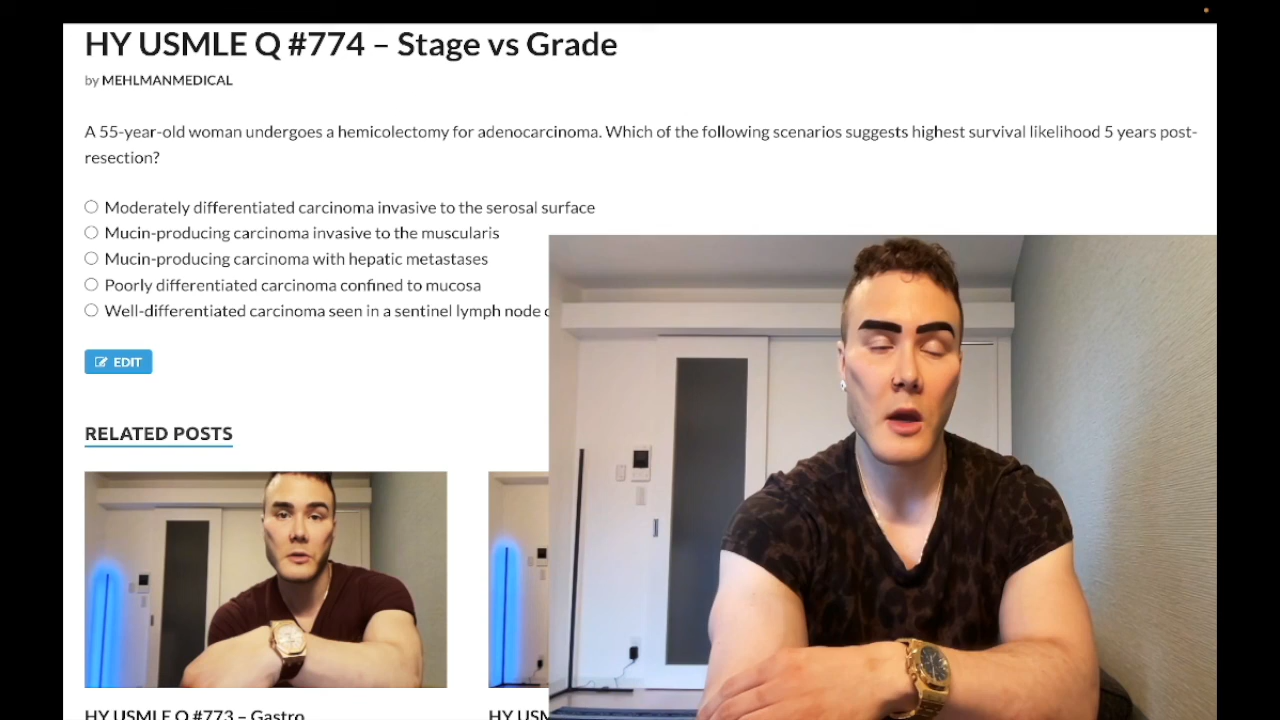 HY USMLE Q #774 – Stage vs Grade
by MEHLMANMEDICAL
A 55-year-old woman undergoes a hemicolectomy for adenocarcinoma. Which of the following scenarios suggests highest survival likelihood 5 years post-
resection?
Moderately differentiated carcinoma invasive to the serosal surface
Mucin-producing carcinoma invasive to the muscularis
Mucin-producing carcinoma with hepatic metastases
Poorly differentiated carcinoma confined to mucosa
Well-differentiated carcinoma seen in a sentinel lymph node
EDIT
RELATED POSTS
HY USMLE Q #773 – Gastro
HY USM